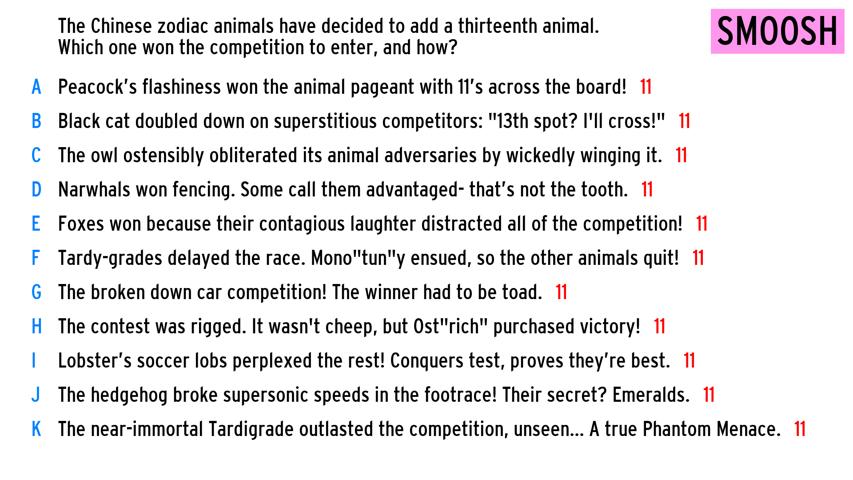 The Chinese zodiac animals have decided to add a thirteenth animal.
Which one won the competition to enter, and how?
SMOOSH
A Peacock's flashiness won the animal pageant with 11's across the board! 11
B Black cat doubled down on superstitious competitors: "13th spot? I'll cross!" 11
C The owl ostensibly obliterated its animal adversaries by wickedly winging it. 11
D Narwhals won fencing. Some call them advantaged- that's not the tooth. 11
E Foxes won because their contagious laughter distracted all of the competition! 11
F Tardy-grades delayed the race. Mono"tun"y ensued, so the other animals quit! 11
G The broken down car competition! The winner had to be toad. 11
H The contest was rigged. It wasn't cheep, but Ost"rich" purchased victory! 11
I Lobster's soccer lobs perplexed the rest! Conquers test, proves they're best. 11
J The hedgehog broke supersonic speeds in the footrace! Their secret? Emeralds. 11
K The near-immortal Tardigrade outlasted the competition, unseen... A true Phantom Menace. 11